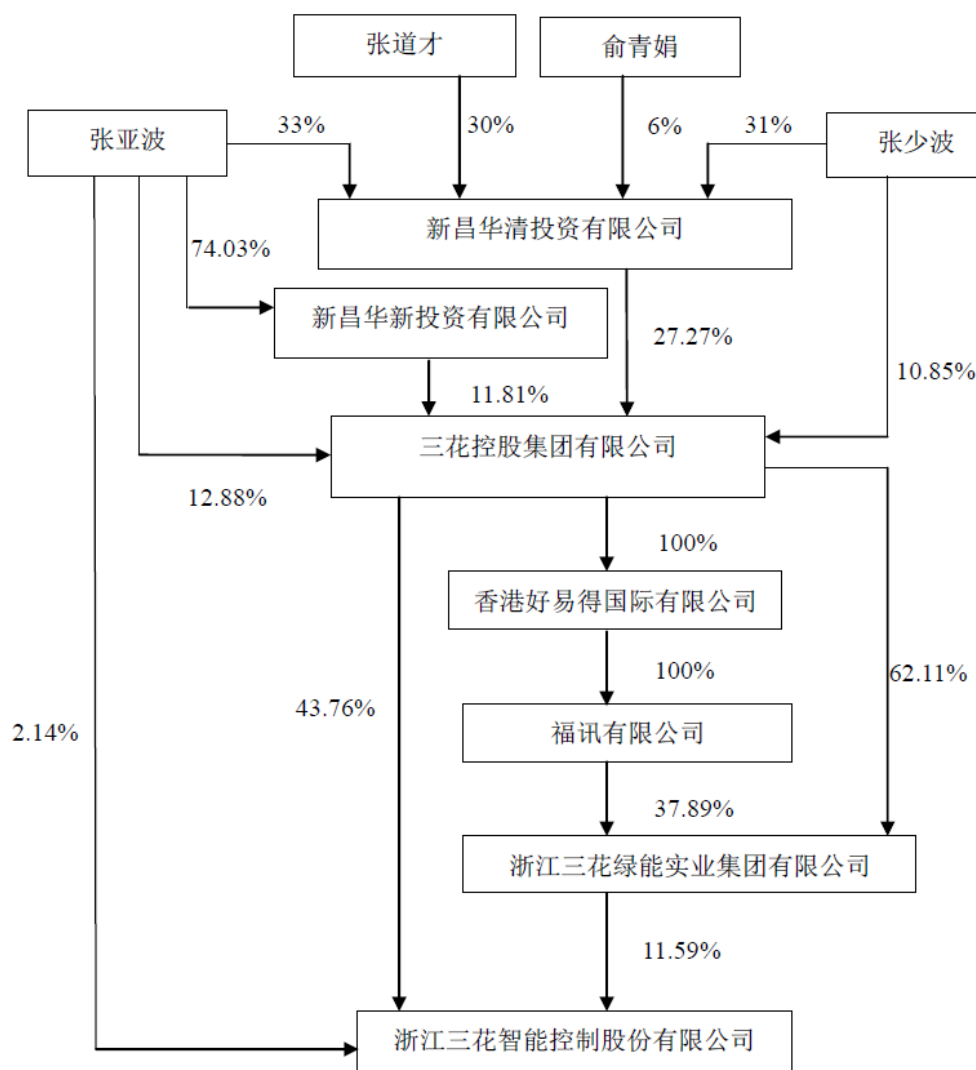 张道才
俞青娟
张亚波
33%
30%
6%
31%
张少波
新昌华清投资有限公司
74.03%
新昌华新投资有限公司
27.27%
10.85%
11.81%
三花控股集团有限公司
12.88%
100%
香港好易得国际有限公司
100%
62.11%
43.76%
2.14%
福讯有限公司
37.89%
浙江三花绿能实业集团有限公司
11.59%
浙江三花智能控制股份有限公司